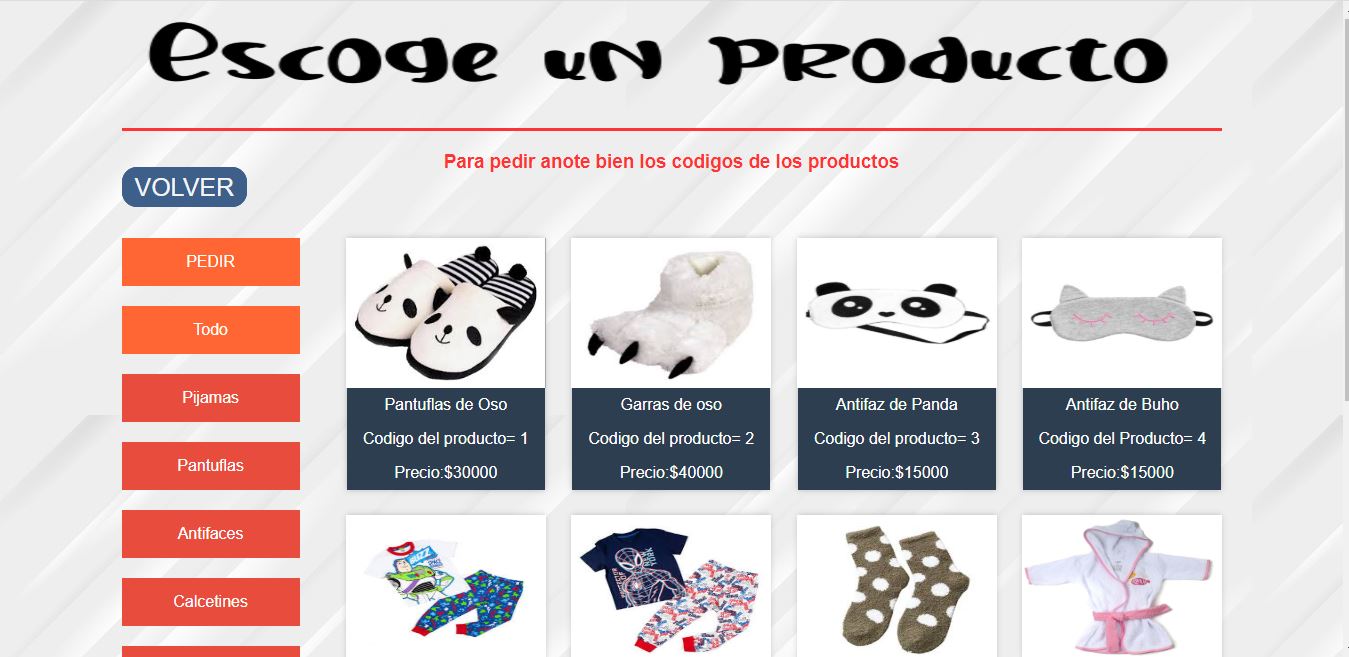 escoge un producto
Para pedir anote bien los codigos de los productos
VOLVER
PEDIR
Todo
Pijamas
Pantuflas
Antifaces
Calcetines
Pantuflas de Oso
Codigo del producto= 1
Precio:$30000
Garras de oso
Codigo del producto= 2
Precio:$40000
Antifaz de Panda
Codigo del producto= 3
Precio:$15000
Antifaz de Buho
Codigo del Producto= 4
Precio:$15000
BUZZ
SPACE